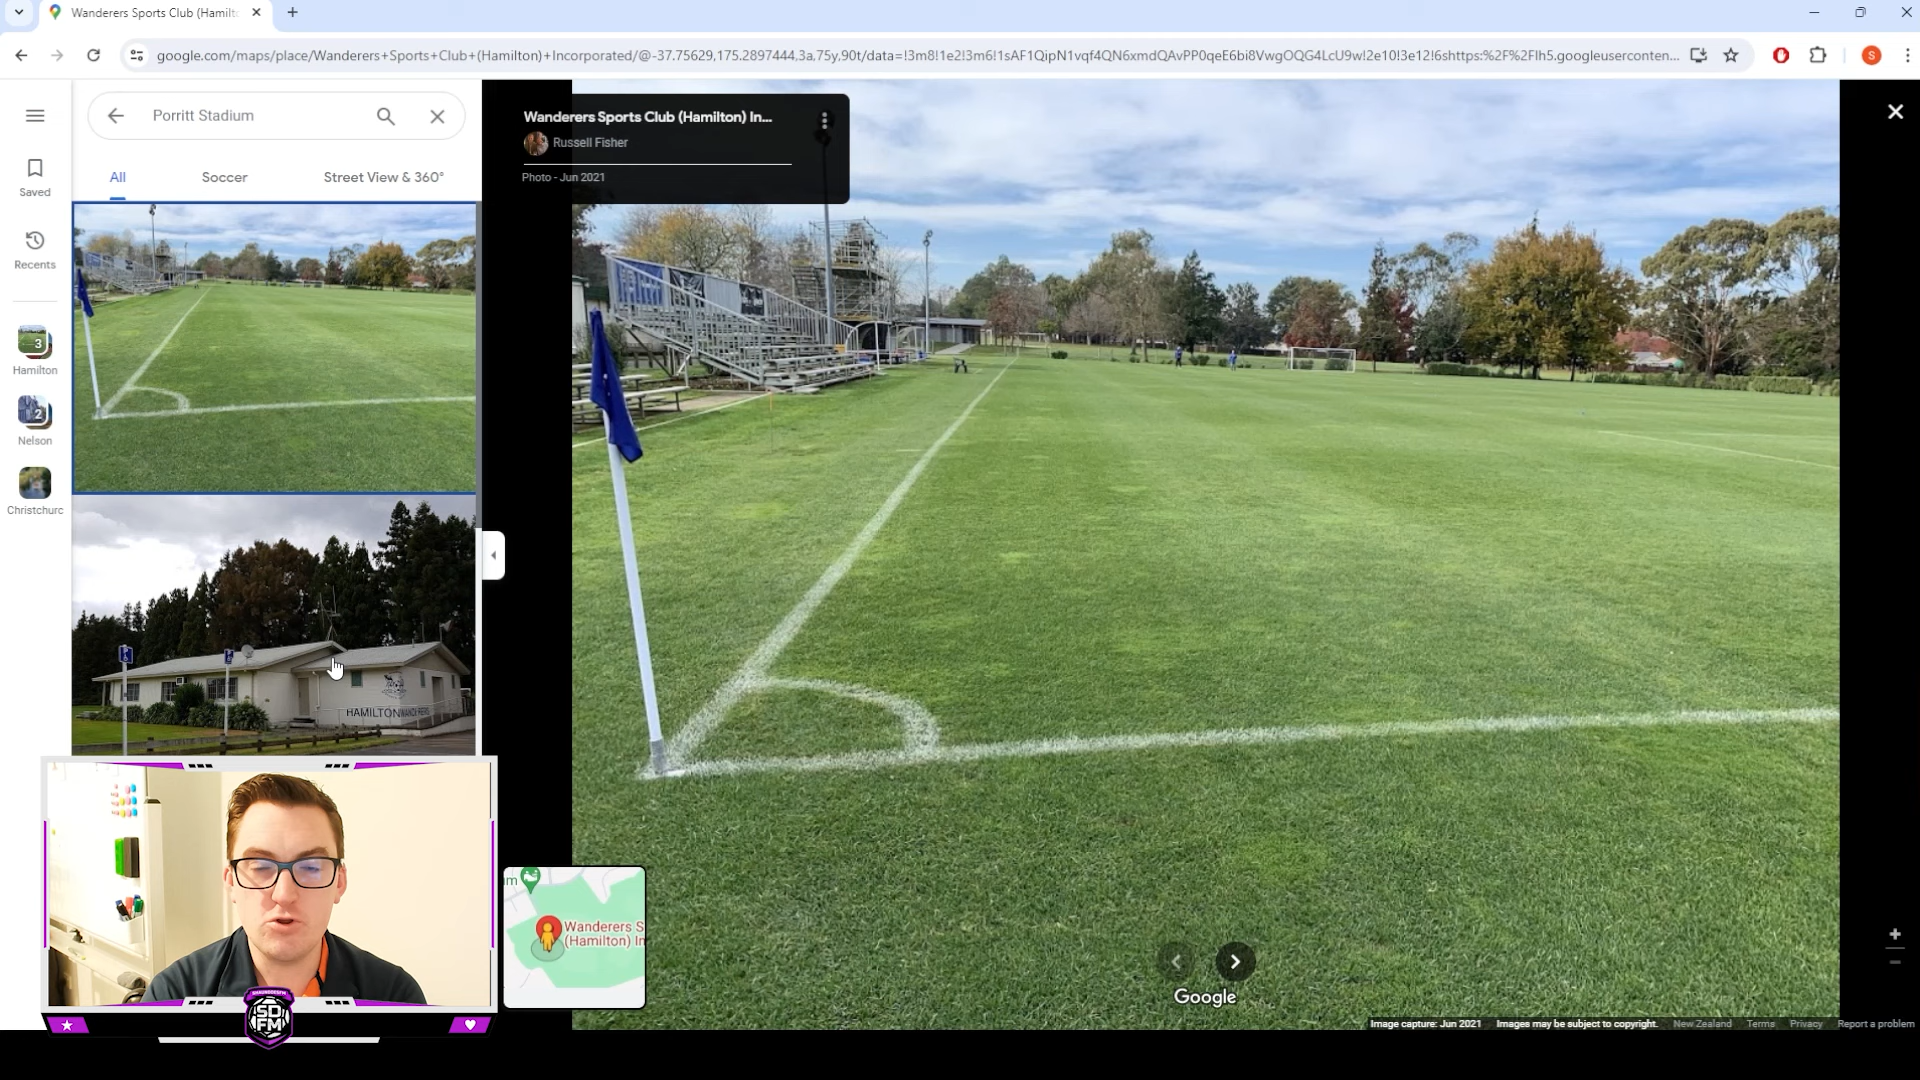 Wanderers Sports Club (Hamilt
google.com/maps/place/Wanderers+Sports+Club+(Hamilton)+Incorporated/@-37.75629,175.2897444,3a,75y,90t/data=!3m8!1e2!3m6!1sAF1QipN1vqf4QN6xmdQAvPP0qeE6bi8VwgOQG4LcU9w!2e10!3e12!6shttps:%2F%2Flh5.googleuserconten...
S
Porritt Stadium
Wanderers Sports Club (Hamilton) In...
Russell Fisher
Photo - Jun 2021
All
Soccer
Street View & 360°
Saved
Recents
3
Hamilton
2
Nelson
Christchurc
HAMILTON WANDERERS
m
Wanderers S
(Hamilton) In
Google
SD
FM
Image capture: Jun 2021 Images may be subject to copyright. New Zealand Terms Privacy Report a problem